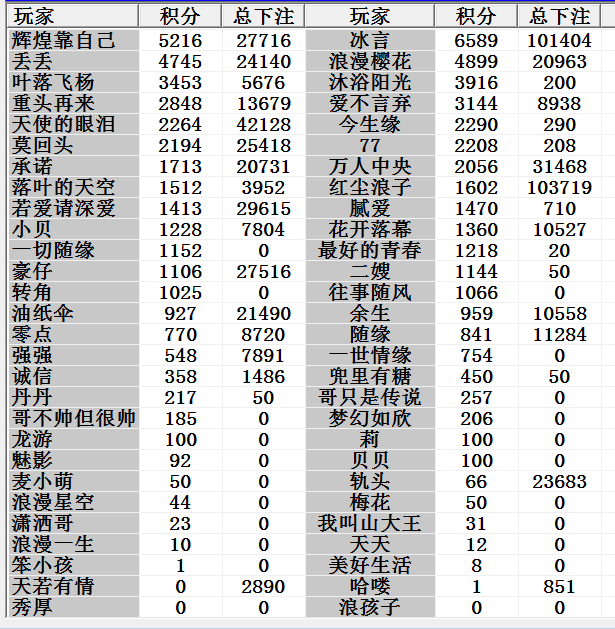 玩家 积分 总下注 玩家 积分 总下注
辉煌靠自己 5216 27716 冰言 6589 101404
丢丢 4745 24140 浪漫樱花 4899 20963
叶落飞杨 3453 5676 沐浴阳光 3916 200
重头再来 2848 13679 爱不言弃 3144 8938
天使的眼泪 2264 42128 今生缘 2290 290
莫回头 2194 25418 77 2208 208
承诺 1713 20731 万人中央 2056 31468
落叶的天空 1512 3952 红尘浪子 1602 103719
若爱请深爱 1413 29615 腻爱 1470 710
小贝 1228 7804 花开落幕 1360 10527
一切随缘 1152 0 最好的青春 1218 20
豪仔 1106 27516 二嫂 1144 50
转角 1025 0 往事随风 1066 0
油纸伞 927 21490 余生 959 10558
零点 770 8720 随缘 841 11284
强强 548 7891 一世情缘 754 0
诚信 358 1486 兜里有糖 450 50
丹丹 217 50 哥只是传说 257 0
哥不帅但很帅 185 0 梦幻如欣 206 0
龙游 100 0 莉 100 0
魅影 92 0 贝贝 100 0
麦小萌 50 0 轨头 66 23683
浪漫星空 44 0 梅花 50 0
潇洒哥 23 0 我叫山大王 31 0
浪漫一生 10 0 天天 12 0
笨小孩 1 0 美好生活 8 0
天若有情 0 2890 哈喽 1 851
秀厚 0 0 浪孩子 0 0